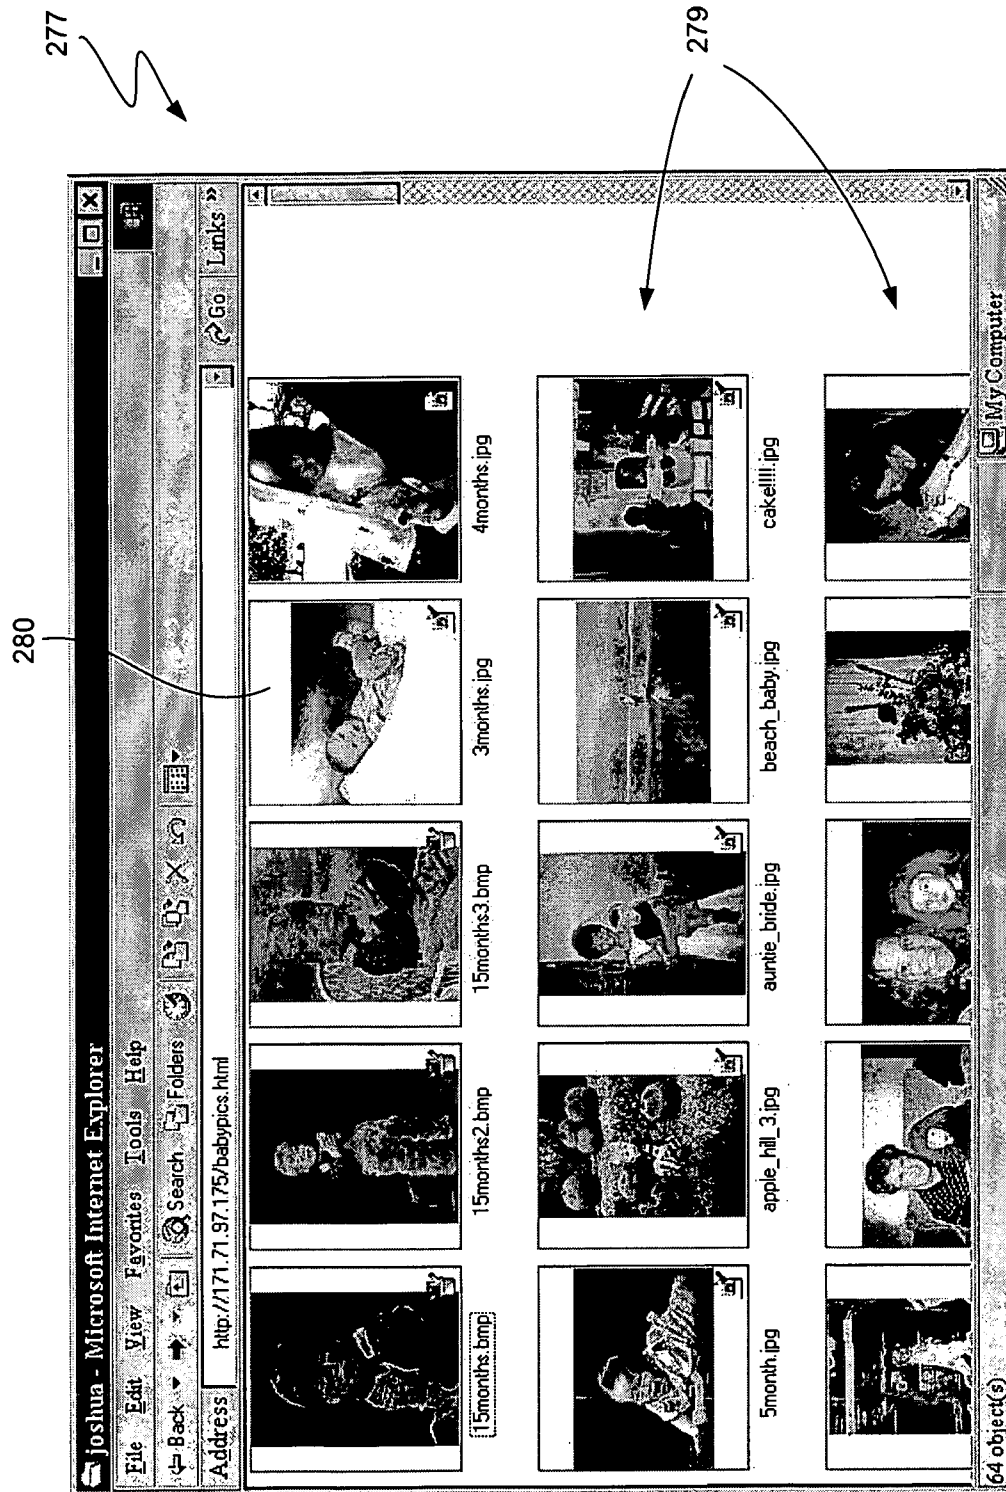 277
joshua - Microsoft Internet Explorer
File Edit View Favorites Tools Help
Back Search Folders
Address http://171.71.97.175/babypics.html Go Links »
280
15months.bmp 15months2.bmp 15months3.bmp 3months.jpg 4months.jpg
279
5month.jpg apple_hill_3.jpg auntie_bride.jpg beach_baby.jpg cake!!!!.jpg
64 object(s) My Computer